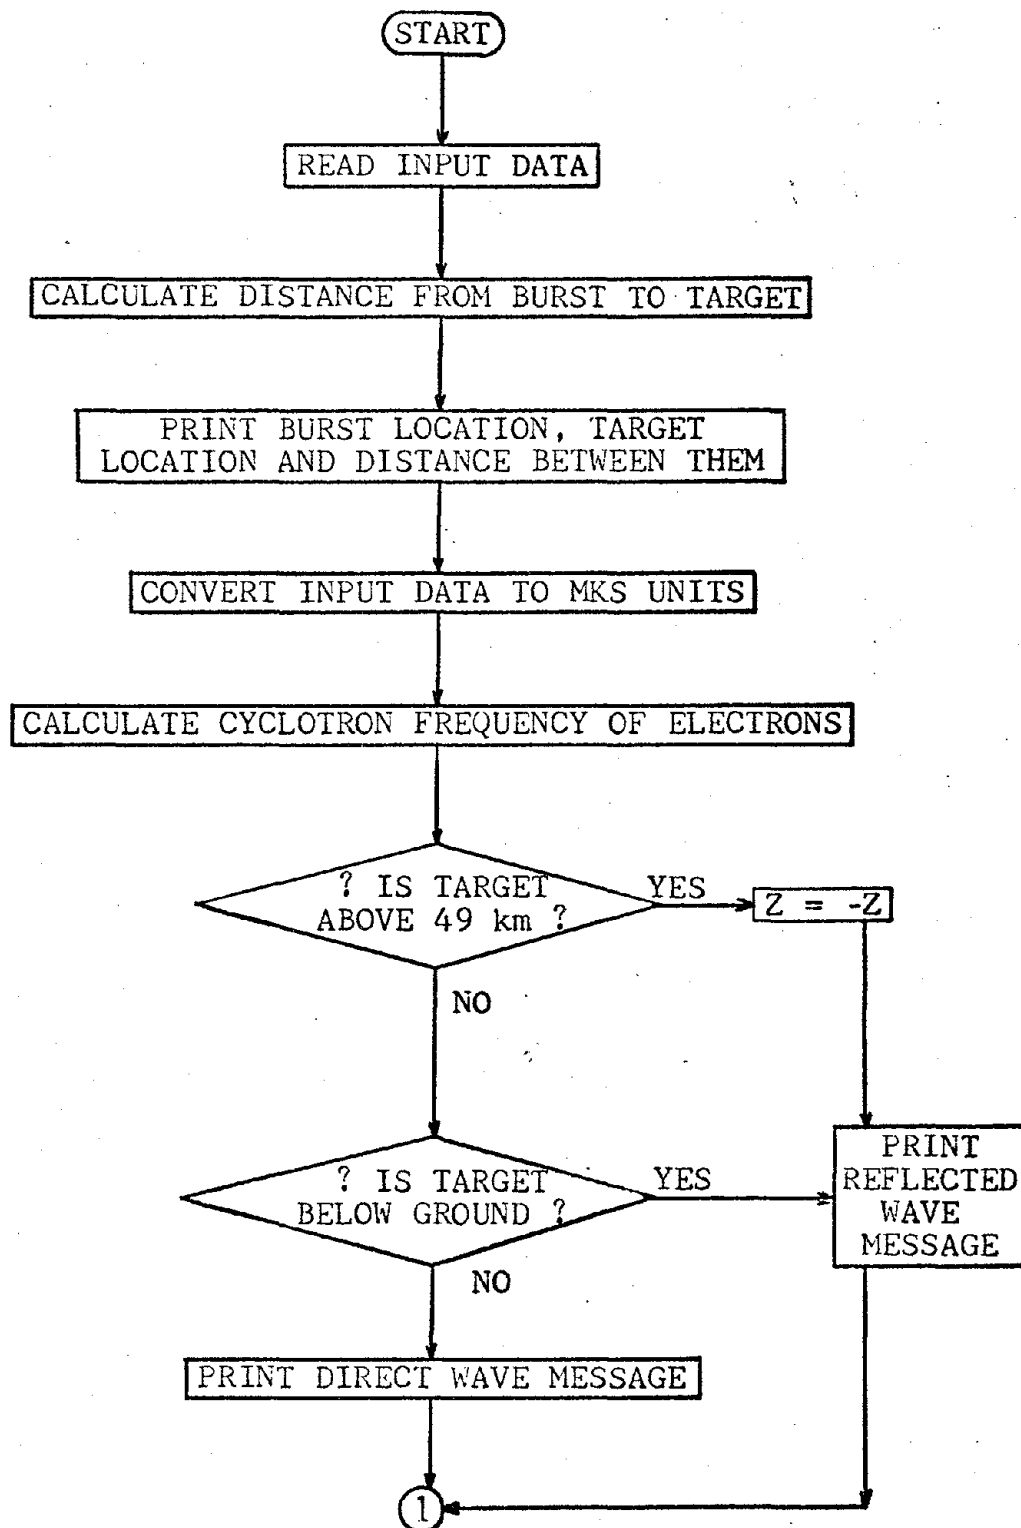 START
READ INPUT DATA
CALCULATE DISTANCE FROM BURST TO TARGET
PRINT BURST LOCATION, TARGET
LOCATION AND DISTANCE BETWEEN THEM
CONVERT INPUT DATA TO MKS UNITS
CALCULATE CYCLOTRON FREQUENCY OF ELECTRONS
? IS TARGET
ABOVE 49 km ?
YES
Z = -Z
NO
? IS TARGET
BELOW GROUND ?
YES
PRINT
REFLECTED
WAVE
MESSAGE
NO
PRINT DIRECT WAVE MESSAGE
1